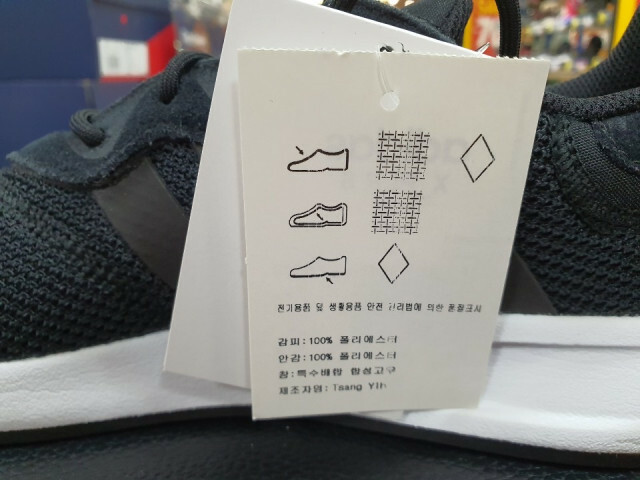 전기용품 및 생활용품 안전 관리법에 의한 품질표시
감피: 100% 폴리에스터
안감: 100% 폴리에스터
창: 특수배합 합성고무
제조자명: Tsang Yih